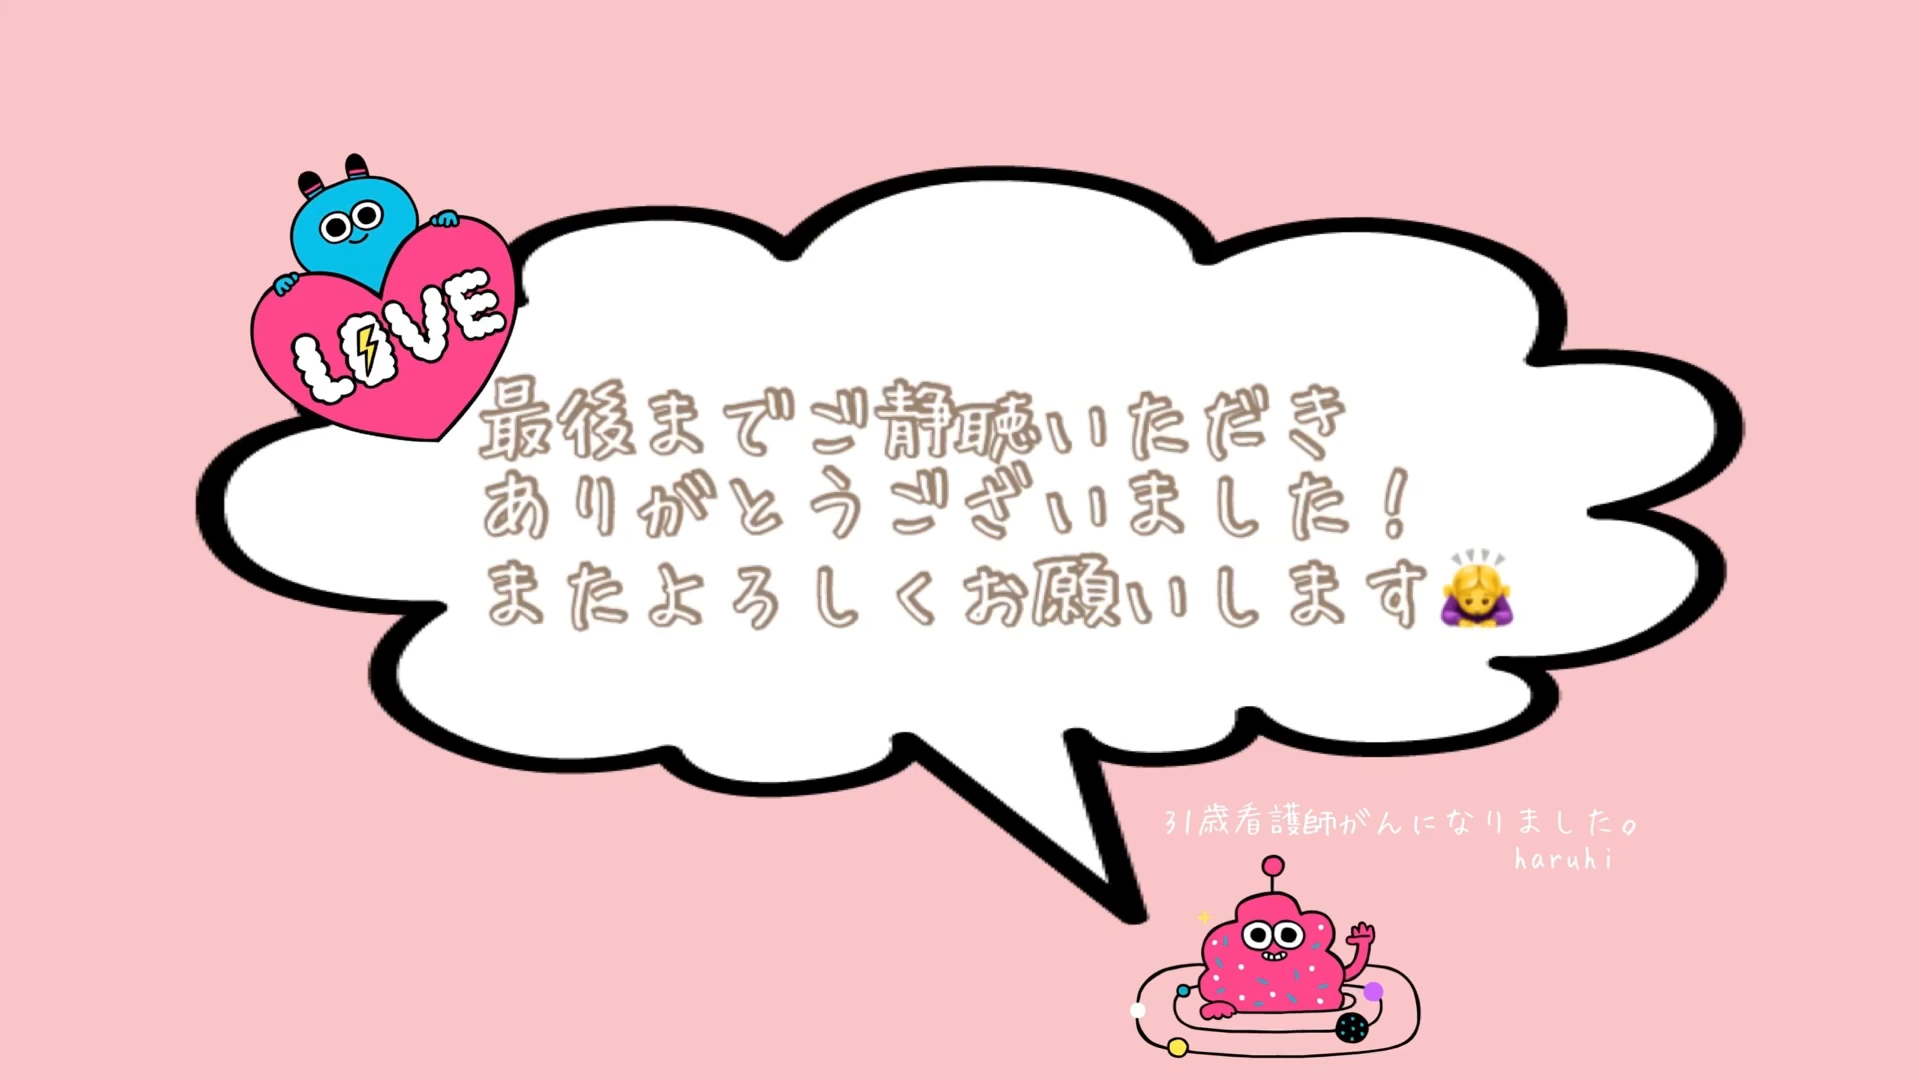 LOVE
最後までご静聴いただき
ありがとうございました！
またよろしくお願いします🙇‍♀️
31歳看護師がんになりました。
haruhi